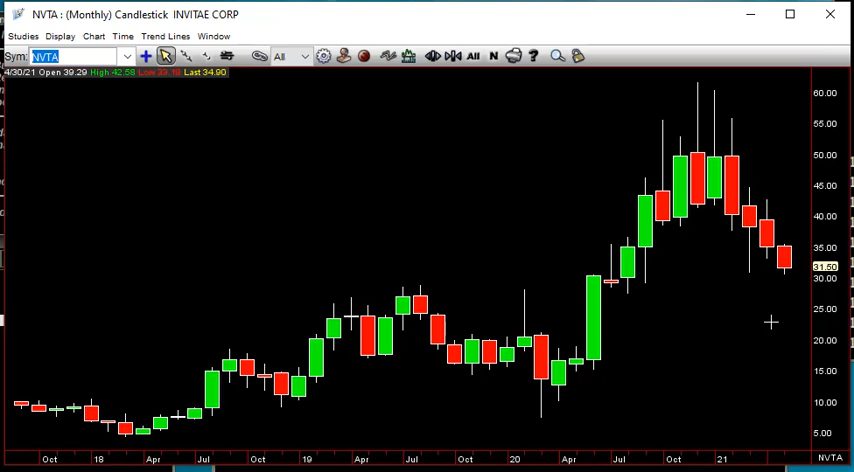 NVTA - (Monthly) Candlestick INVITAE CORP
Studies Display Chart Time Trend Lines Window
Sym: NVTA All All N ?
4/30/21 Open 39.29 High 42.58 Low 39.19 Last 34.90
60.00
55.00
50.00
45.00
40.00
35.00
31.50
30.00
25.00
20.00
15.00
10.00
5.00
Oct 18 Apr Jul Oct 19 Apr Jul Oct 20 Apr Jul Oct 21 NVTA